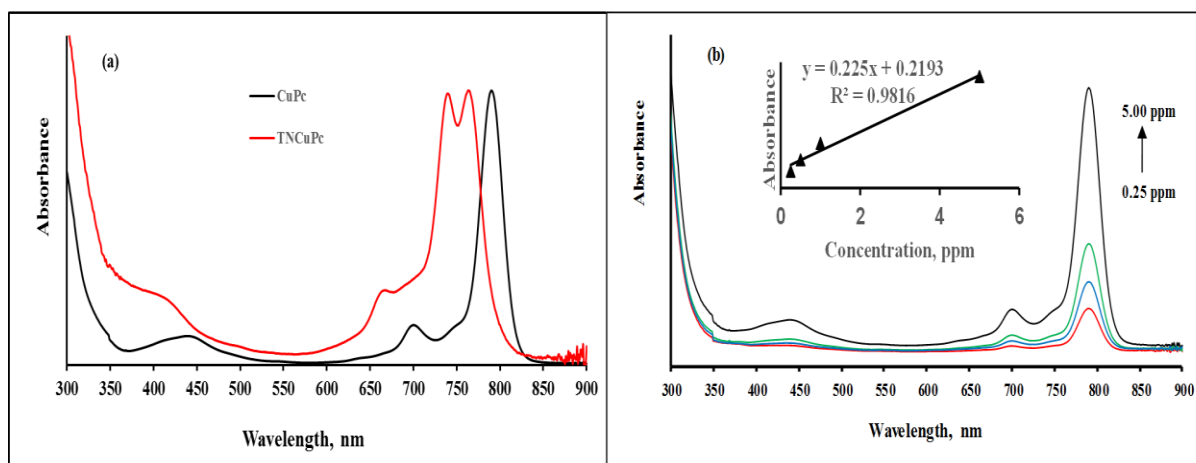 (a)
CuPc
TNCuPc
Absorbance
300 350 400 450 500 550 600 650 700 750 800 850 900
Wavelength, nm
(b)
y = 0.225x + 0.2193
R² = 0.9816
Absorbance
0 2 4 6
Concentration, ppm
5.00 ppm
0.25 ppm
Absorbance
300 350 400 450 500 550 600 650 700 750 800 850 900
Wavelength, nm